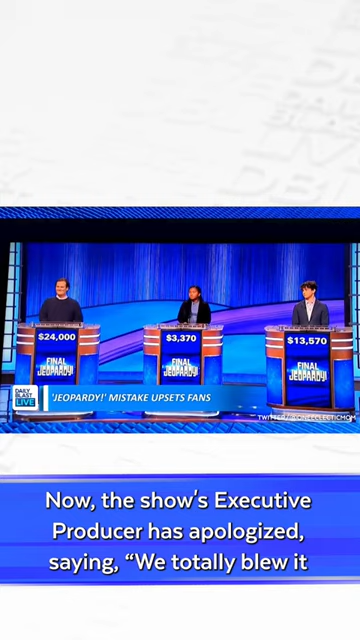 $24,000
$3,370
$13,570
FINAL
JEOPARDY!
FINAL
JEOPARDY!
FINAL
JEOPARDY!
DAILY
BLAST
LIVE
'JEOPARDY!' MISTAKE UPSETS FANS
Now, the show's Executive
Producer has apologized,
saying, “We totally blew it